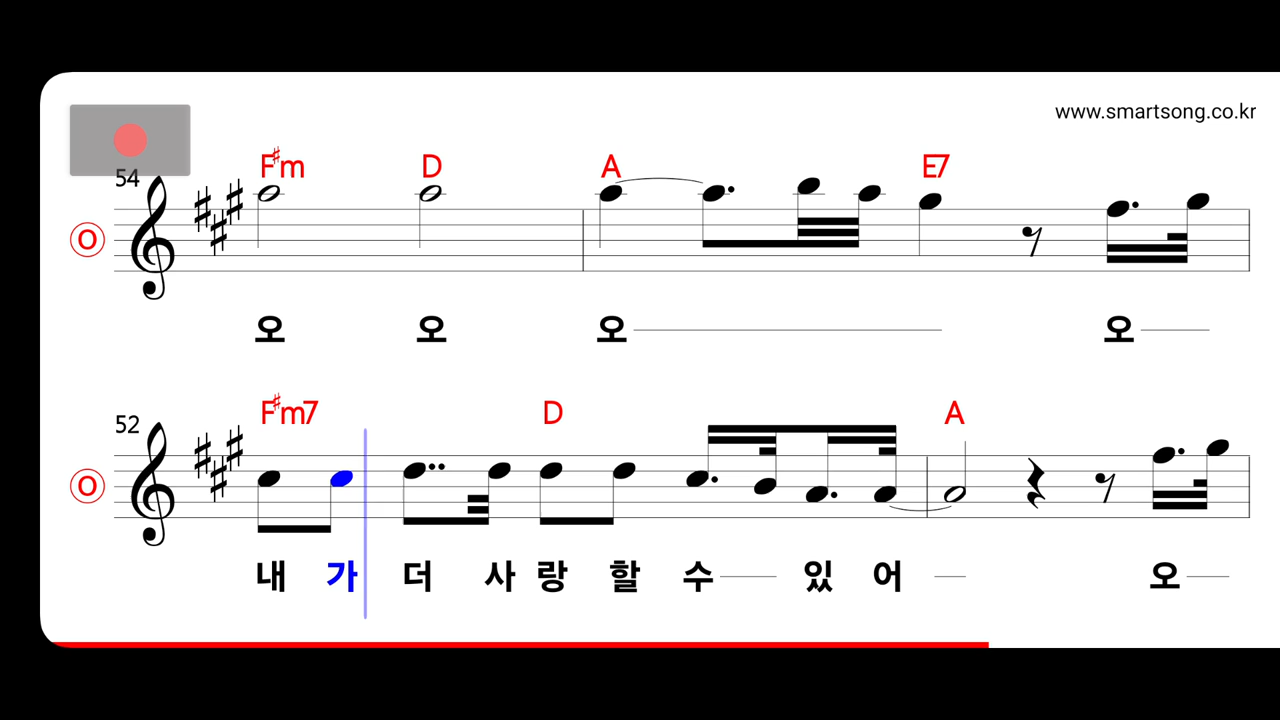 www.smartsong.co.kr
54
F♯m D A E7
O
오 오 오 오
52
F♯m7 D A
O
내 가 더 사 랑 할 수 있 어 오